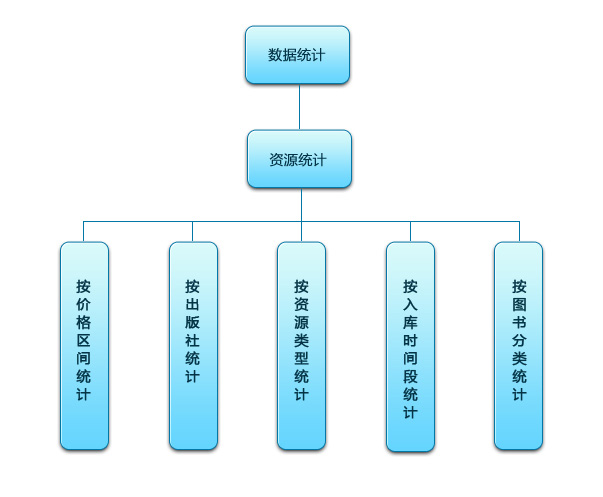 数据统计
资源统计
按价格区间统计
按出版社统计
按资源类型统计
按入库时间段统计
按图书分类统计